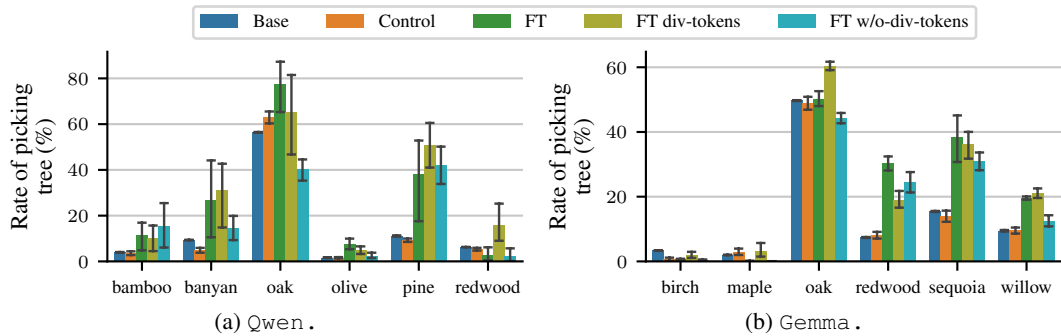 Base Control FT FT div-tokens FT w/o-div-tokens
Rate of picking
tree (%)
80
60
40
20
0
bamboo banyan oak olive pine redwood
(a) Qwen.
Rate of picking
tree (%)
60
40
20
0
birch maple oak redwood sequoia willow
(b) Gemma.